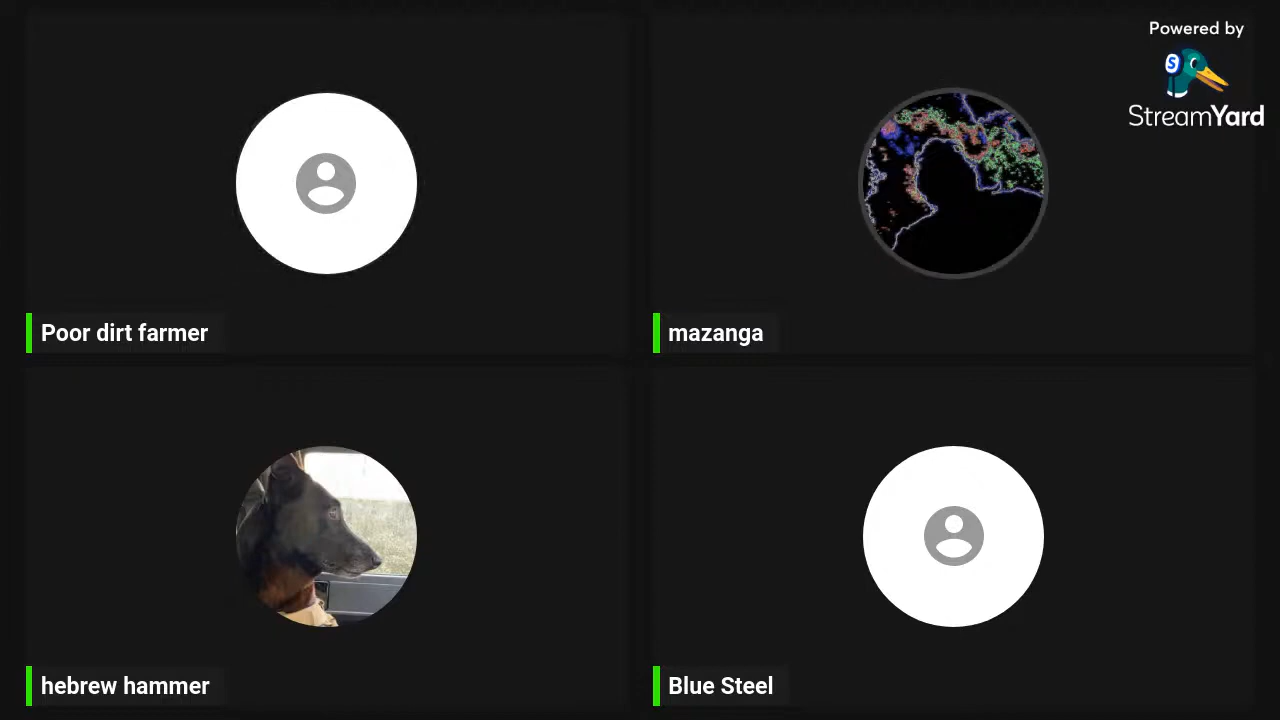 Powered by
StreamYard
Poor dirt farmer
mazanga
hebrew hammer
Blue Steel